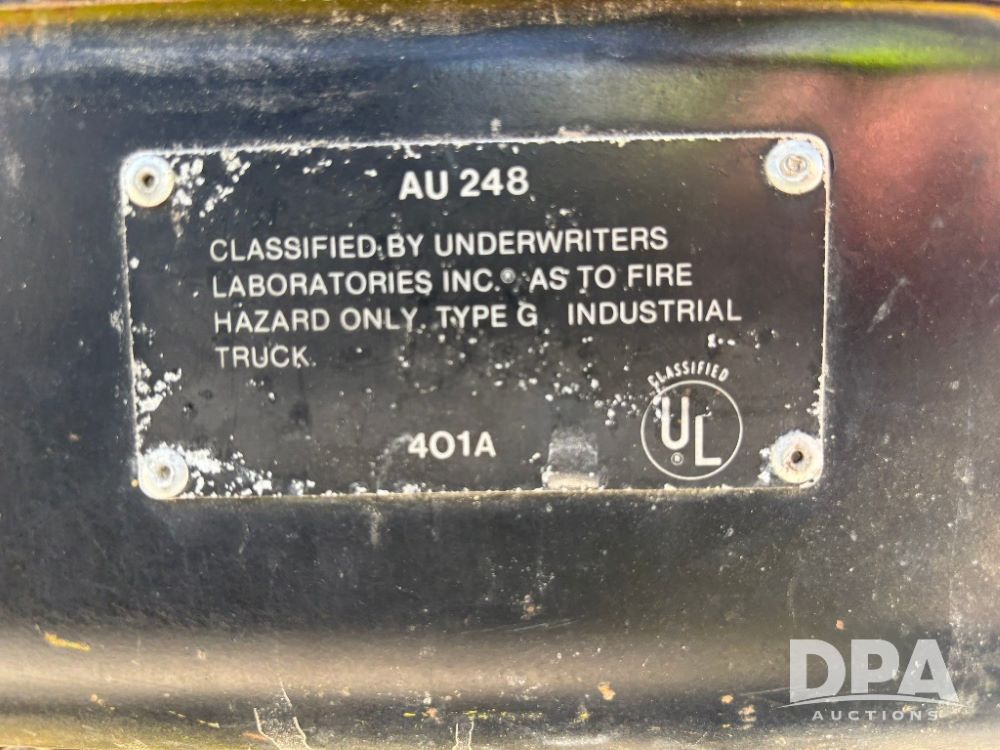 AU 248
CLASSIFIED BY UNDERWRITERS
LABORATORIES INC.® AS TO FIRE
HAZARD ONLY. TYPE G INDUSTRIAL
TRUCK.
CLASSIFIED
UL®
401A
DPA
AUCTIONS